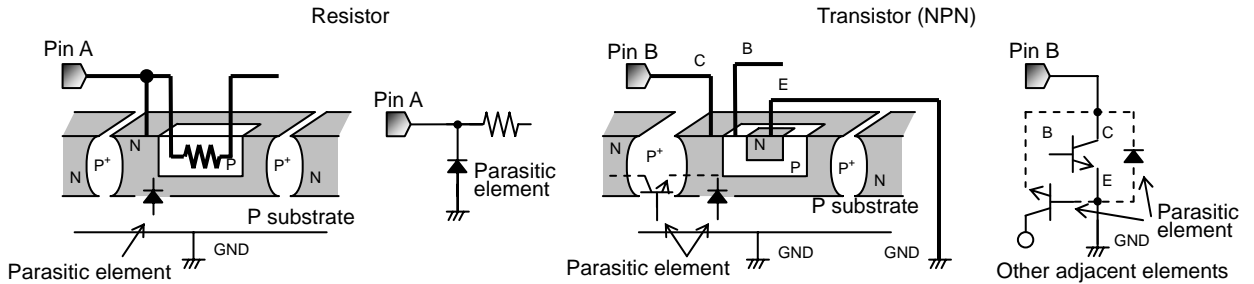 Resistor
Pin A
N
P+
N
P
P+
N
P substrate
GND
Parasitic element
Pin A
Parasitic
element
Transistor (NPN)
Pin B
C
B
E
N
P+
N
P
P+
N
P substrate
GND
GND
Parasitic element
Pin B
B
C
E
GND
Parasitic
element
Other adjacent elements